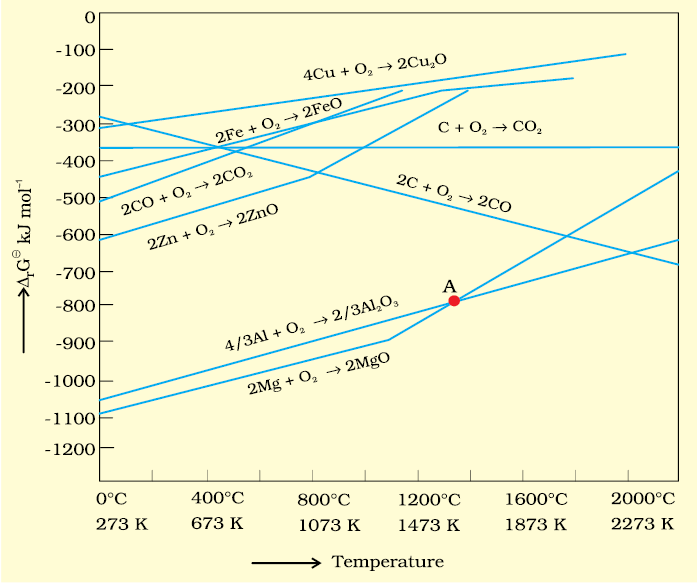 0
-100
-200
-300
-400
-500
-600
-700
-800
-900
-1000
-1100
-1200
ΔrG⊖ kJ mol⁻¹
4Cu + O₂ → 2Cu₂O
2Fe + O₂ → 2FeO
C + O₂ → CO₂
2CO + O₂ → 2CO₂
2C + O₂ → 2CO
2Zn + O₂ → 2ZnO
A
4/3Al + O₂ → 2/3Al₂O₃
2Mg + O₂ → 2MgO
0°C 400°C 800°C 1200°C 1600°C 2000°C
273 K 673 K 1073 K 1473 K 1873 K 2273 K
→ Temperature